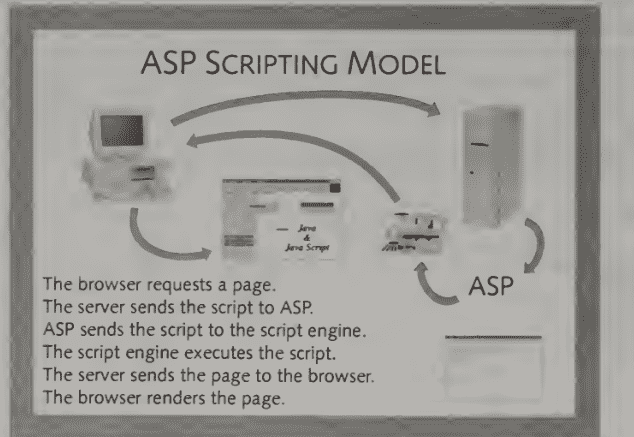 ASP SCRIPTING MODEL
Java
&
Java Script
ASP
The browser requests a page.
The server sends the script to ASP.
ASP sends the script to the script engine.
The script engine executes the script.
The server sends the page to the browser.
The browser renders the page.